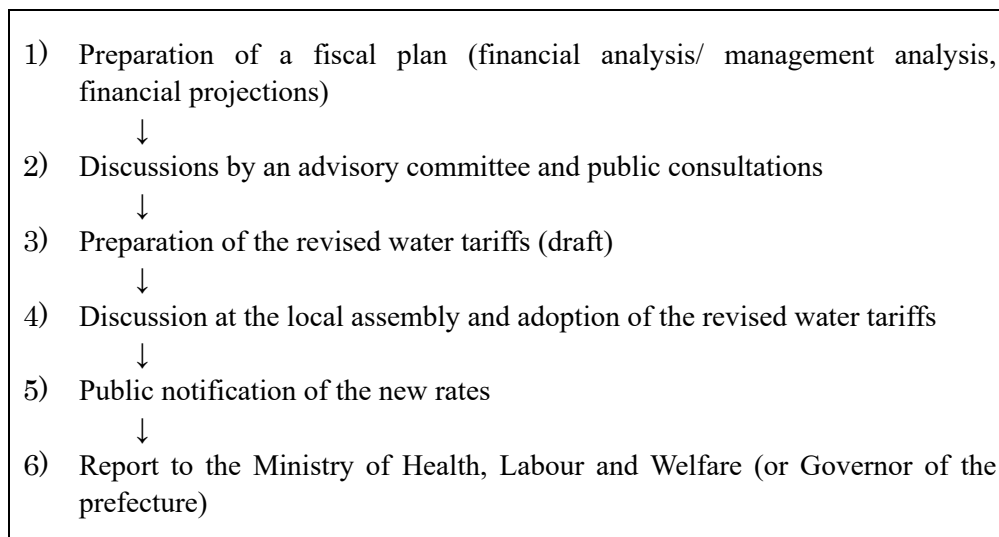 1) Preparation of a fiscal plan (financial analysis/ management analysis,
financial projections)
↓
2) Discussions by an advisory committee and public consultations
↓
3) Preparation of the revised water tariffs (draft)
↓
4) Discussion at the local assembly and adoption of the revised water tariffs
↓
5) Public notification of the new rates
↓
6) Report to the Ministry of Health, Labour and Welfare (or Governor of the
prefecture)